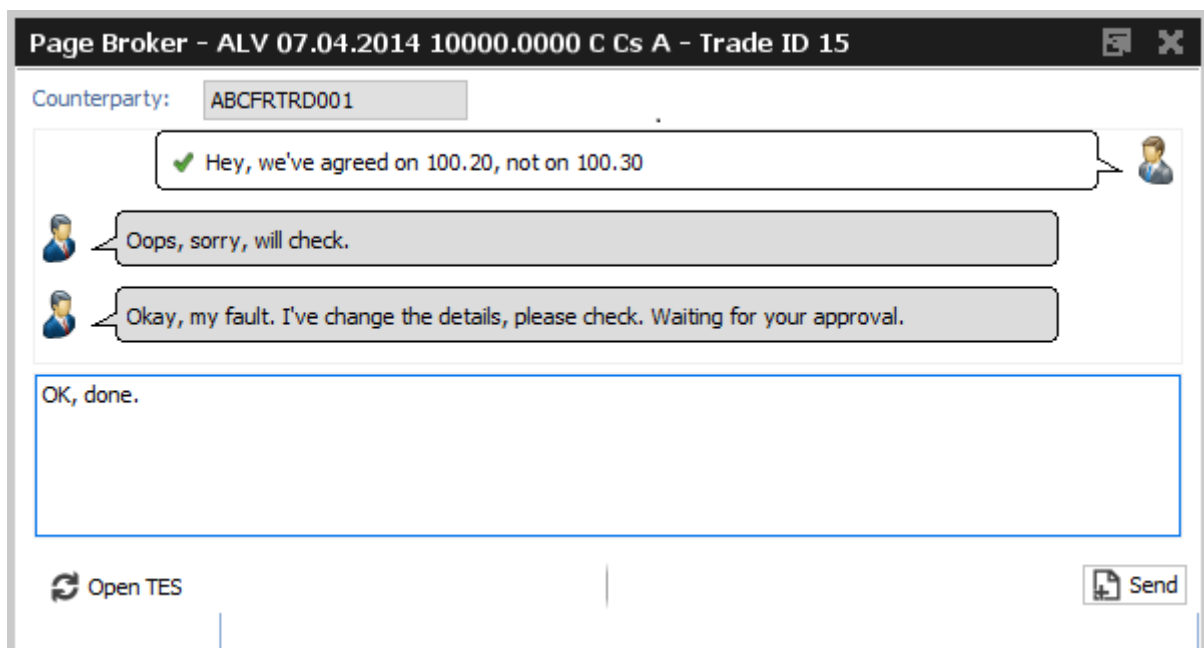 Page Broker - ALV 07.04.2014 10000.0000 C Cs A - Trade ID 15
Counterparty: ABCFRTRD001
Hey, we've agreed on 100.20, not on 100.30
Oops, sorry, will check.
Okay, my fault. I've change the details, please check. Waiting for your approval.
OK, done.
Open TES Send